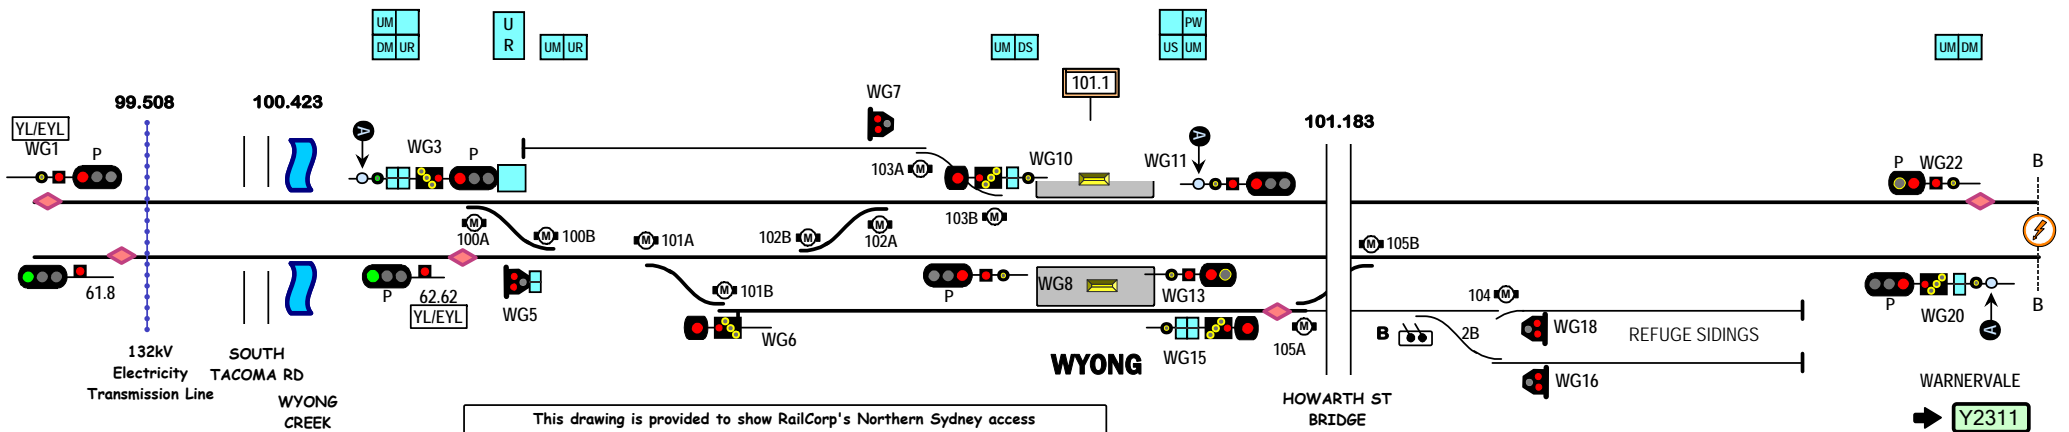 UM
DM UR
U
R
UM UR
UM DS
PW
US UM
UM DM
99.508
100.423
101.1
101.183
YL/EYL
WG1
P
A
WG3
P
WG7
103A
WG10
WG11
A
P
WG22
B
100A
100B
101A
102B
102A
103B
105B
61.8
P
62.62
YL/EYL
WG5
101B
WG6
P
WG8
WG13
WG15
105A
B
2B
104
WG18
WG16
REFUGE SIDINGS
P
WG20
A
B
132kV
Electricity
Transmission Line
SOUTH
TACOMA RD
WYONG
CREEK
WYONG
HOWARTH ST
BRIDGE
WARNERVALE
Y2311
This drawing is provided to show RailCorp's Northern Sydney access
M
M
M
M
M
M
M
M
M
M
M